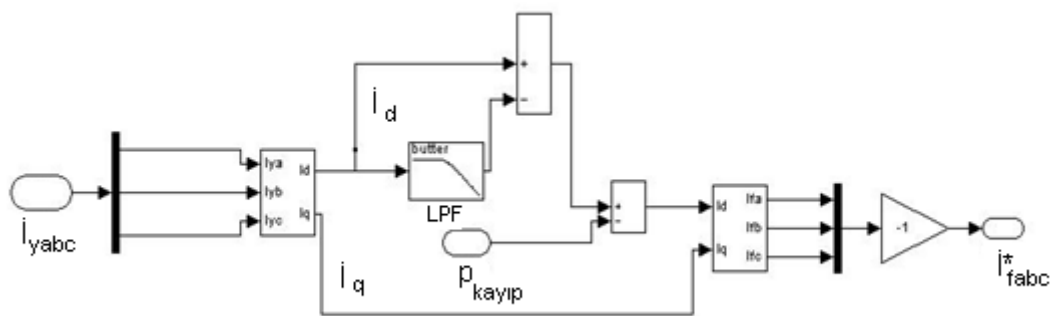 +
−
i d
butter
Iya
Iyb
Iyc
Id
Iq
LPF
i yabc
+
−
Id
Iq
Ifa
Ifb
Ifc
-1
i* fabc
i q
p kayıp